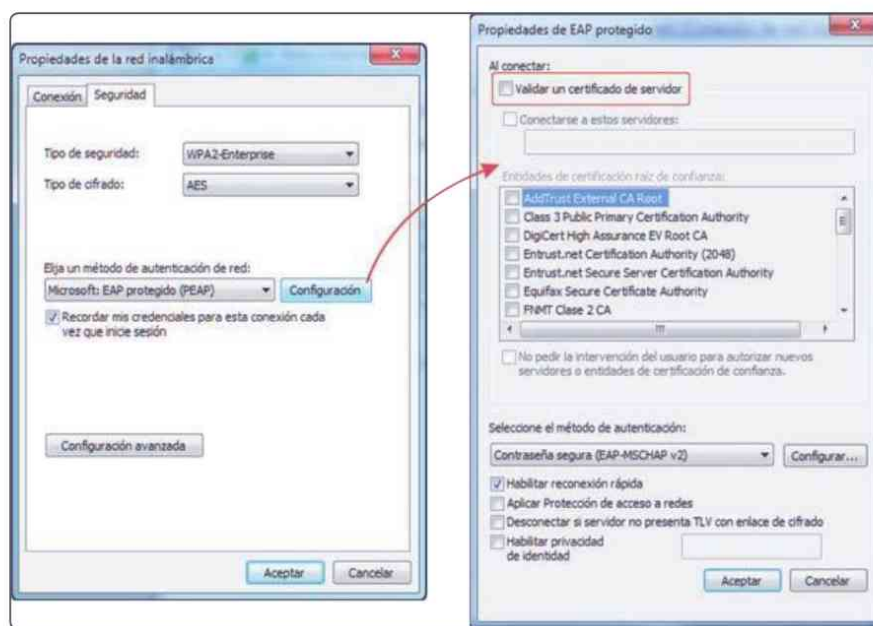 Propiedades de la red inalámbrica
Conexión
Seguridad
Tipo de seguridad:
WPA2-Enterprise
Tipo de cifrado:
AES
Elija un método de autenticación de red:
Microsoft: EAP protegido (PEAP)
Configuración
Recordar mis credenciales para esta conexión cada
vez que inicie sesión
Configuración avanzada
Aceptar
Cancelar
Propiedades de EAP protegido
Al conectar:
Validar un certificado de servidor
Conectarse a estos servidores:
Entidades de certificación raíz de confianza:
AddTrust External CA Root
Class 3 Public Primary Certification Authority
DigiCert High Assurance EV Root CA
Entrust.net Certification Authority (2048)
Entrust.net Secure Server Certification Authority
Equifax Secure Certificate Authority
FNMT Clase 2 CA
No pedir la intervención del usuario para autorizar nuevos
servidores o entidades de certificación de confianza.
Seleccione el método de autenticación:
Contraseña segura (EAP-MSCHAP v2)
Configurar...
Habilitar reconexión rápida
Aplicar Protección de acceso a redes
Desconectar si servidor no presenta TLV con enlace de cifrado
Habilitar privacidad
de identidad
Aceptar
Cancelar